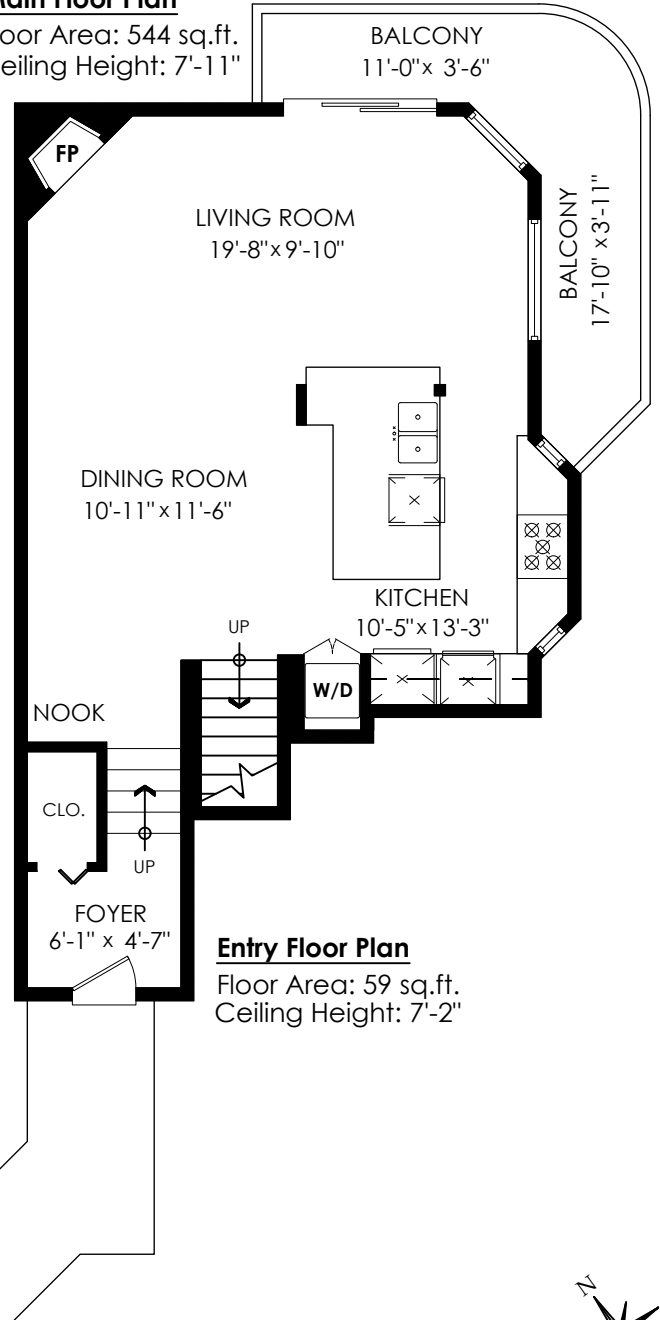 Main Floor Plan
Floor Area: 544 sq.ft.
Ceiling Height: 7'-11"
BALCONY
11'-0" x 3'-6"
FP
LIVING ROOM
19'-8" x 9'-10"
BALCONY
17'-10" x 3'-11"
DINING ROOM
10'-11" x 11'-6"
KITCHEN
10'-5" x 13'-3"
UP
W/D
NOOK
CLO.
UP
FOYER
6'-1" x 4'-7"
Entry Floor Plan
Floor Area: 59 sq.ft.
Ceiling Height: 7'-2"
N